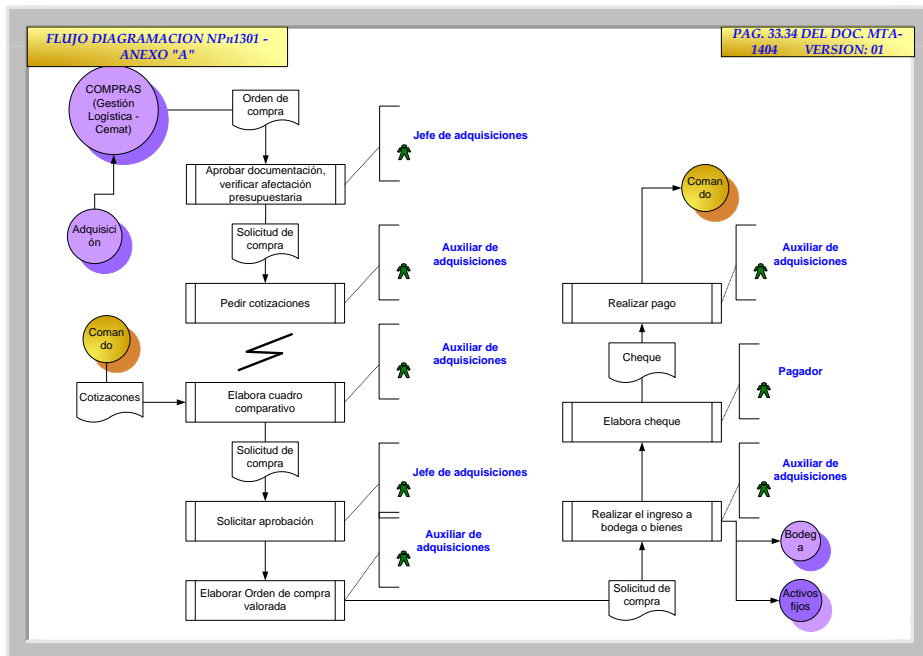 FLUJO DIAGRAMACION NPn1301 -
ANEXO "A"
PAG. 33.34 DEL DOC. MTA-
1404 VERSION: 01
COMPRAS
(Gestión
Logística -
Cemat)
Orden de
compra
Jefe de adquisiciones
Aprobar documentación,
verificar afectación
presupuestaria
Adquisici
ón
Solicitud de
compra
Auxiliar de
adquisiciones
Pedir cotizaciones
Coman
do
Auxiliar de
adquisiciones
Cotizacones
Elabora cuadro
comparativo
Solicitud de
compra
Jefe de adquisiciones
Solicitar aprobación
Auxiliar de
adquisiciones
Elaborar Orden de compra
valorada
Coman
do
Auxiliar de
adquisiciones
Realizar pago
Cheque
Pagador
Elabora cheque
Auxiliar de
adquisiciones
Realizar el ingreso a
bodega o bienes
Bodeg
a
Activos
fijos
Solicitud de
compra